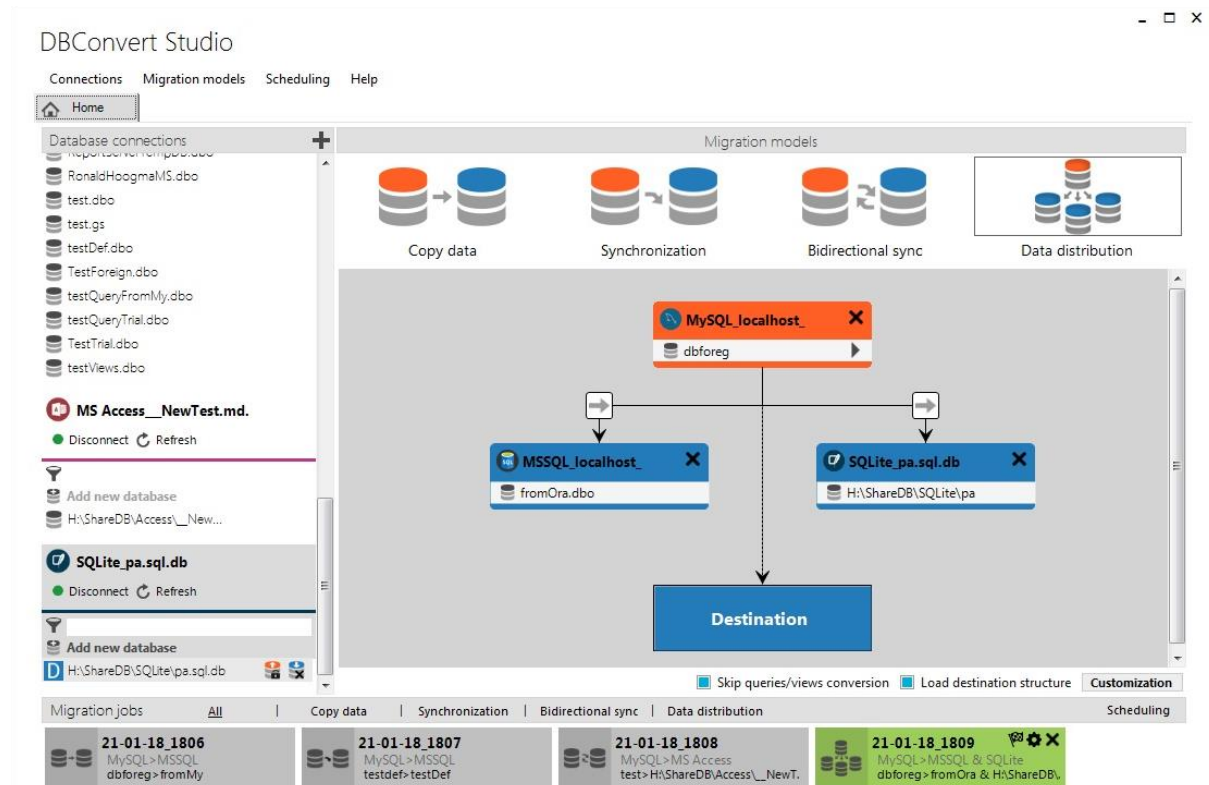 DBConvert Studio
Connections Migration models Scheduling Help
Home
Database connections
ReportServerTempDB.dbo
RonaldHoogmaMS.dbo
test.dbo
test.gs
testDef.dbo
TestForeign.dbo
testQueryFromMy.dbo
testQueryTrial.dbo
TestTrial.dbo
testViews.dbo
MS Access__NewTest.md.
Disconnect Refresh
Add new database
H:\ShareDB\Access\__New...
SQLite_pa.sql.db
Disconnect Refresh
Add new database
D H:\ShareDB\SQLite\pa.sql.db
Migration models
Copy data Synchronization Bidirectional sync Data distribution
MySQL_localhost_
dbforeg
MSSQL_localhost_
SQL
fromOra.dbo
SQLite_pa.sql.db
H:\ShareDB\SQLite\pa
Destination
Skip queries/views conversion Load destination structure Customization
Migration jobs All | Copy data | Synchronization | Bidirectional sync | Data distribution Scheduling
21-01-18_1806
MySQL>MSSQL
dbforeg>fromMy
21-01-18_1807
MySQL>MSSQL
testdef>testDef
21-01-18_1808
MySQL>MS Access
test>H:\ShareDB\Access\__NewT.
21-01-18_1809
MySQL>MSSQL & SQLite
dbforeg>fromOra & H:\ShareDB\.